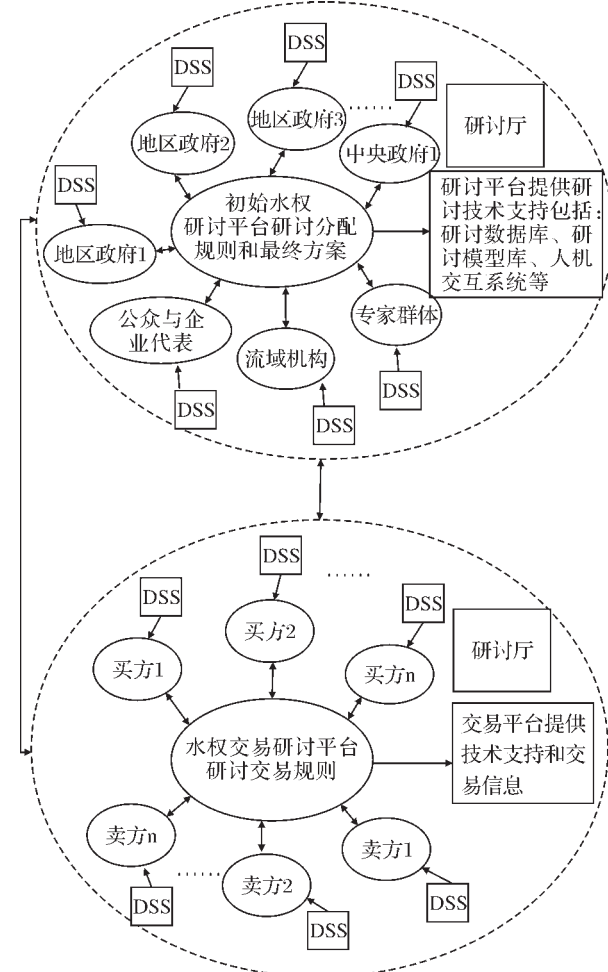 DSS
DSS
DSS
地区政府3
……
地区政府2
中央政府1
研讨厅
DSS
初始水权
研讨平台研讨分配
规则和最终方案
研讨平台提供研
讨技术支持包括:
研讨数据库、研
讨模型库、人机
交互系统等
地区政府1
公众与企
业代表
流域机构
专家群体
DSS
DSS
DSS
DSS
……
DSS
DSS
买方2
买方1
买方n
研讨厅
水权交易研讨平台
研讨交易规则
交易平台提供
技术支持和交
易信息
卖方n
卖方1
……
卖方2
DSS
DSS
DSS